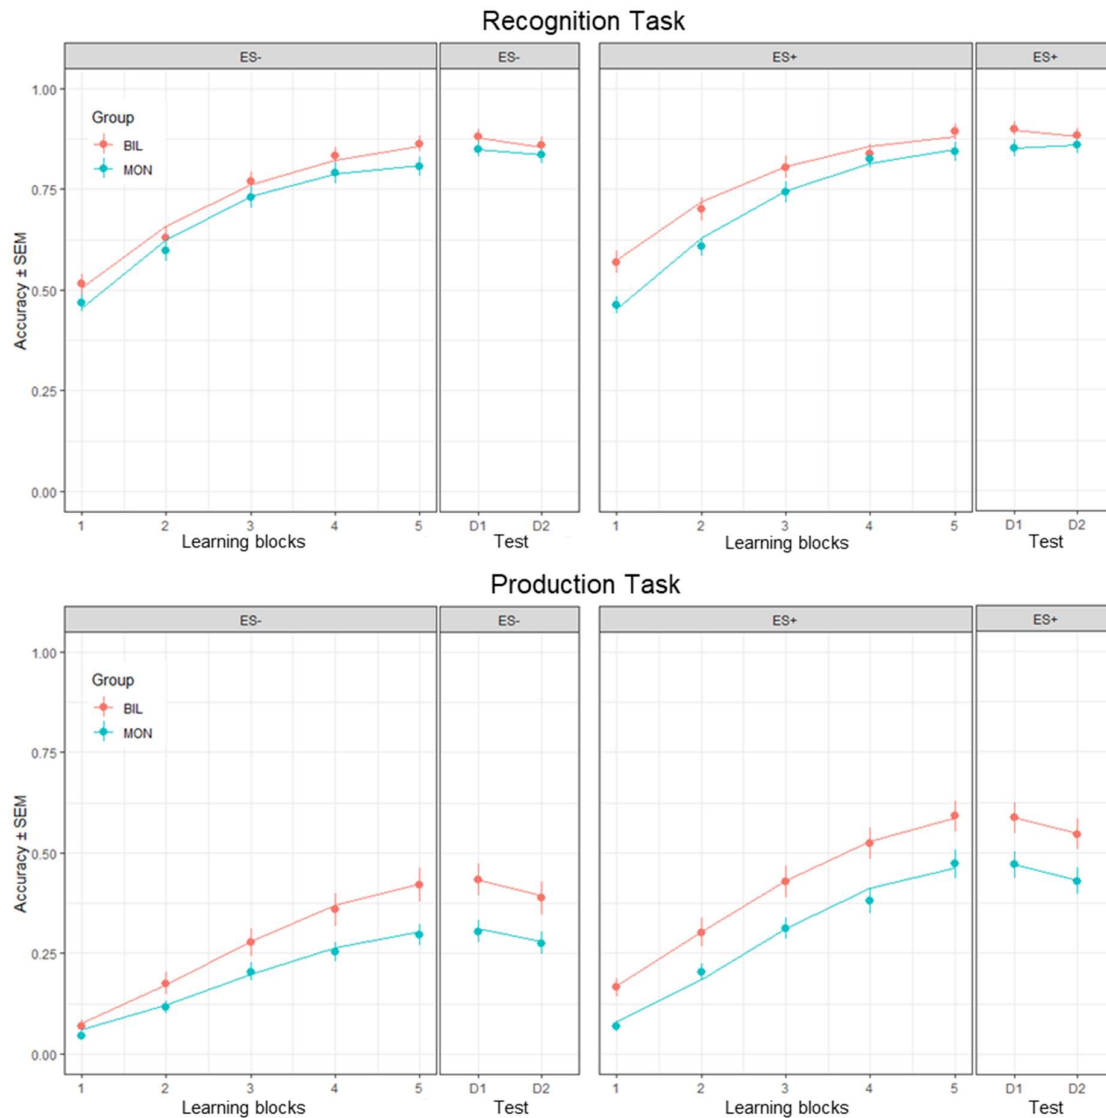 Recognition Task
ES- ES- ES+ ES+
1.00
Group
BIL
MON
0.75
0.50
Accuracy ± SEM
0.25
0.00
1 2 3 4 5 D1 D2 1 2 3 4 5 D1 D2
Learning blocks Test Learning blocks Test
Production Task
ES- ES- ES+ ES+
1.00
Group
BIL
MON
0.75
0.50
Accuracy ± SEM
0.25
0.00
1 2 3 4 5 D1 D2 1 2 3 4 5 D1 D2
Learning blocks Test Learning blocks Test